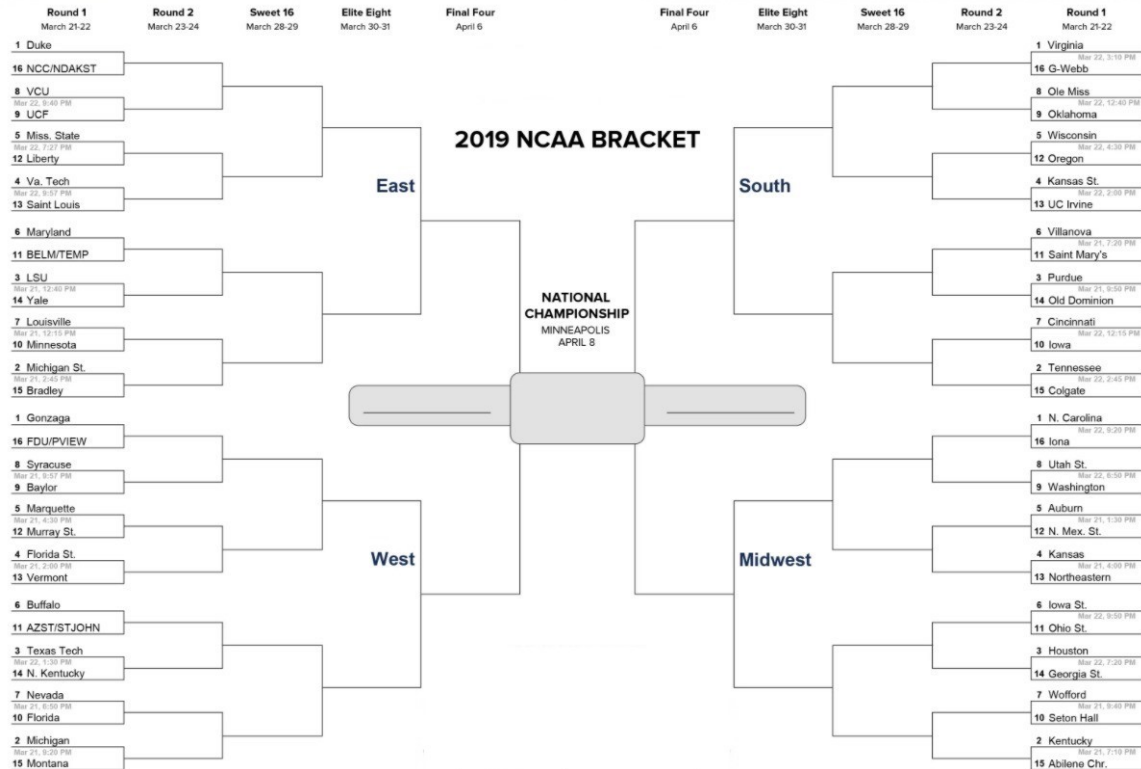 Round 1
March 21-22
Round 2
March 23-24
Sweet 16
March 28-29
Elite Eight
March 30-31
Final Four
April 6
Final Four
April 6
Elite Eight
March 30-31
Sweet 16
March 28-29
Round 2
March 23-24
Round 1
March 21-22
2019 NCAA BRACKET
East
1 Duke
16 NCC/NDAKST
8 VCU
Mar 22, 9:40 PM
9 UCF
5 Miss. State
Mar 22, 7:27 PM
12 Liberty
4 Va. Tech
Mar 22, 9:57 PM
13 Saint Louis
6 Maryland
11 BELM/TEMP
3 LSU
Mar 21, 12:40 PM
14 Yale
7 Louisville
Mar 21, 12:15 PM
10 Minnesota
2 Michigan St.
Mar 21, 2:45 PM
15 Bradley
West
1 Gonzaga
16 FDU/PVIEW
8 Syracuse
Mar 21, 9:57 PM
9 Baylor
5 Marquette
Mar 21, 4:30 PM
12 Murray St.
4 Florida St.
Mar 21, 2:00 PM
13 Vermont
6 Buffalo
11 AZST/STJOHN
3 Texas Tech
Mar 22, 1:30 PM
14 N. Kentucky
7 Nevada
Mar 21, 6:50 PM
10 Florida
2 Michigan
Mar 21, 9:20 PM
15 Montana
NATIONAL
CHAMPIONSHIP
MINNEAPOLIS
APRIL 8
South
1 Virginia
Mar 22, 3:10 PM
16 G-Webb
8 Ole Miss
Mar 22, 12:40 PM
9 Oklahoma
5 Wisconsin
Mar 22, 4:30 PM
12 Oregon
4 Kansas St.
Mar 22, 2:00 PM
13 UC Irvine
6 Villanova
Mar 21, 7:20 PM
11 Saint Mary's
3 Purdue
Mar 21, 9:50 PM
14 Old Dominion
7 Cincinnati
Mar 22, 12:15 PM
10 Iowa
2 Tennessee
Mar 22, 2:45 PM
15 Colgate
Midwest
1 N. Carolina
Mar 22, 9:20 PM
16 Iona
8 Utah St.
Mar 22, 6:50 PM
9 Washington
5 Auburn
Mar 21, 1:30 PM
12 N. Mex. St.
4 Kansas
Mar 21, 4:00 PM
13 Northeastern
6 Iowa St.
Mar 22, 9:50 PM
11 Ohio St.
3 Houston
Mar 22, 7:20 PM
14 Georgia St.
7 Wofford
Mar 21, 9:40 PM
10 Seton Hall
2 Kentucky
Mar 21, 7:10 PM
15 Abilene Chr.